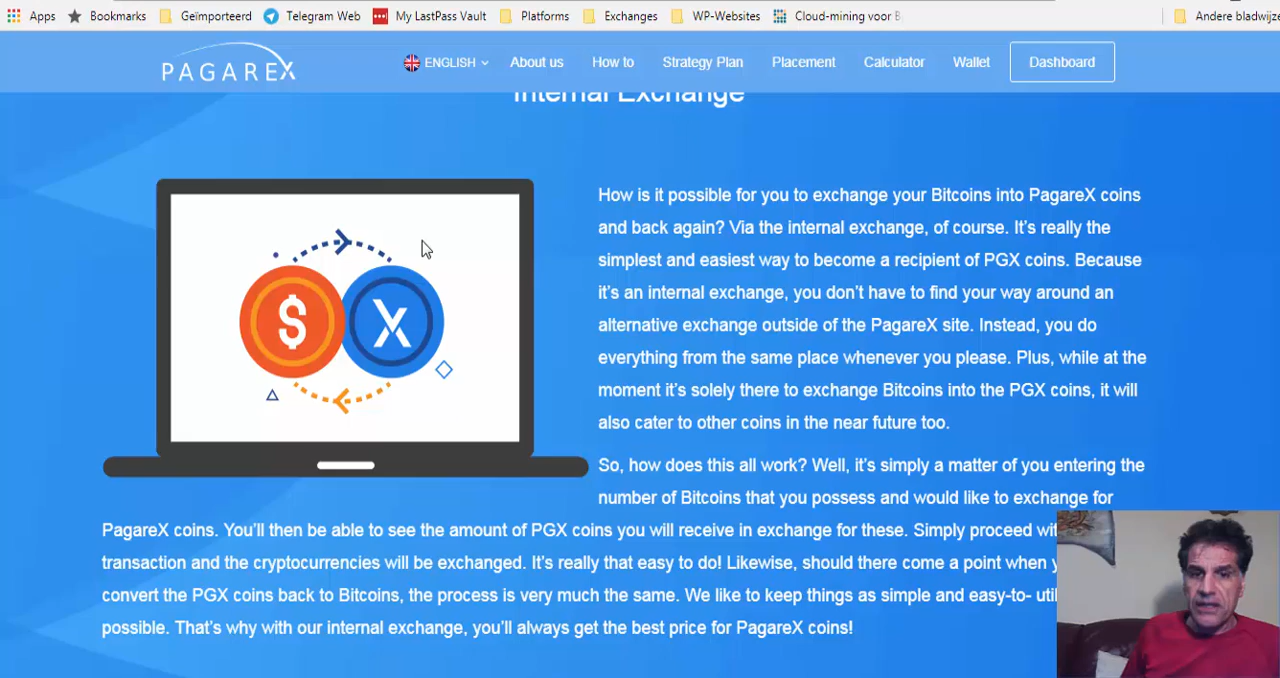 Apps Bookmarks Geïmporteerd Telegram Web My LastPass Vault Platforms Exchanges WP-Websites Cloud-mining voor Andere bladwijze
PAGAREX ENGLISH About us How to Strategy Plan Placement Calculator Wallet Dashboard
Internal Exchange
How is it possible for you to exchange your Bitcoins into PagareX coins
and back again? Via the internal exchange, of course. It’s really the
simplest and easiest way to become a recipient of PGX coins. Because
it’s an internal exchange, you don’t have to find your way around an
alternative exchange outside of the PagareX site. Instead, you do
everything from the same place whenever you please. Plus, while at the
moment it’s solely there to exchange Bitcoins into the PGX coins, it will
also cater to other coins in the near future too.
So, how does this all work? Well, it’s simply a matter of you entering the
number of Bitcoins that you possess and would like to exchange for
PagareX coins. You’ll then be able to see the amount of PGX coins you will receive in exchange for these. Simply proceed
transaction and the cryptocurrencies will be exchanged. It’s really that easy to do! Likewise, should there come a point when
convert the PGX coins back to Bitcoins, the process is very much the same. We like to keep things as simple and easy-to- util
possible. That’s why with our internal exchange, you’ll always get the best price for PagareX coins!